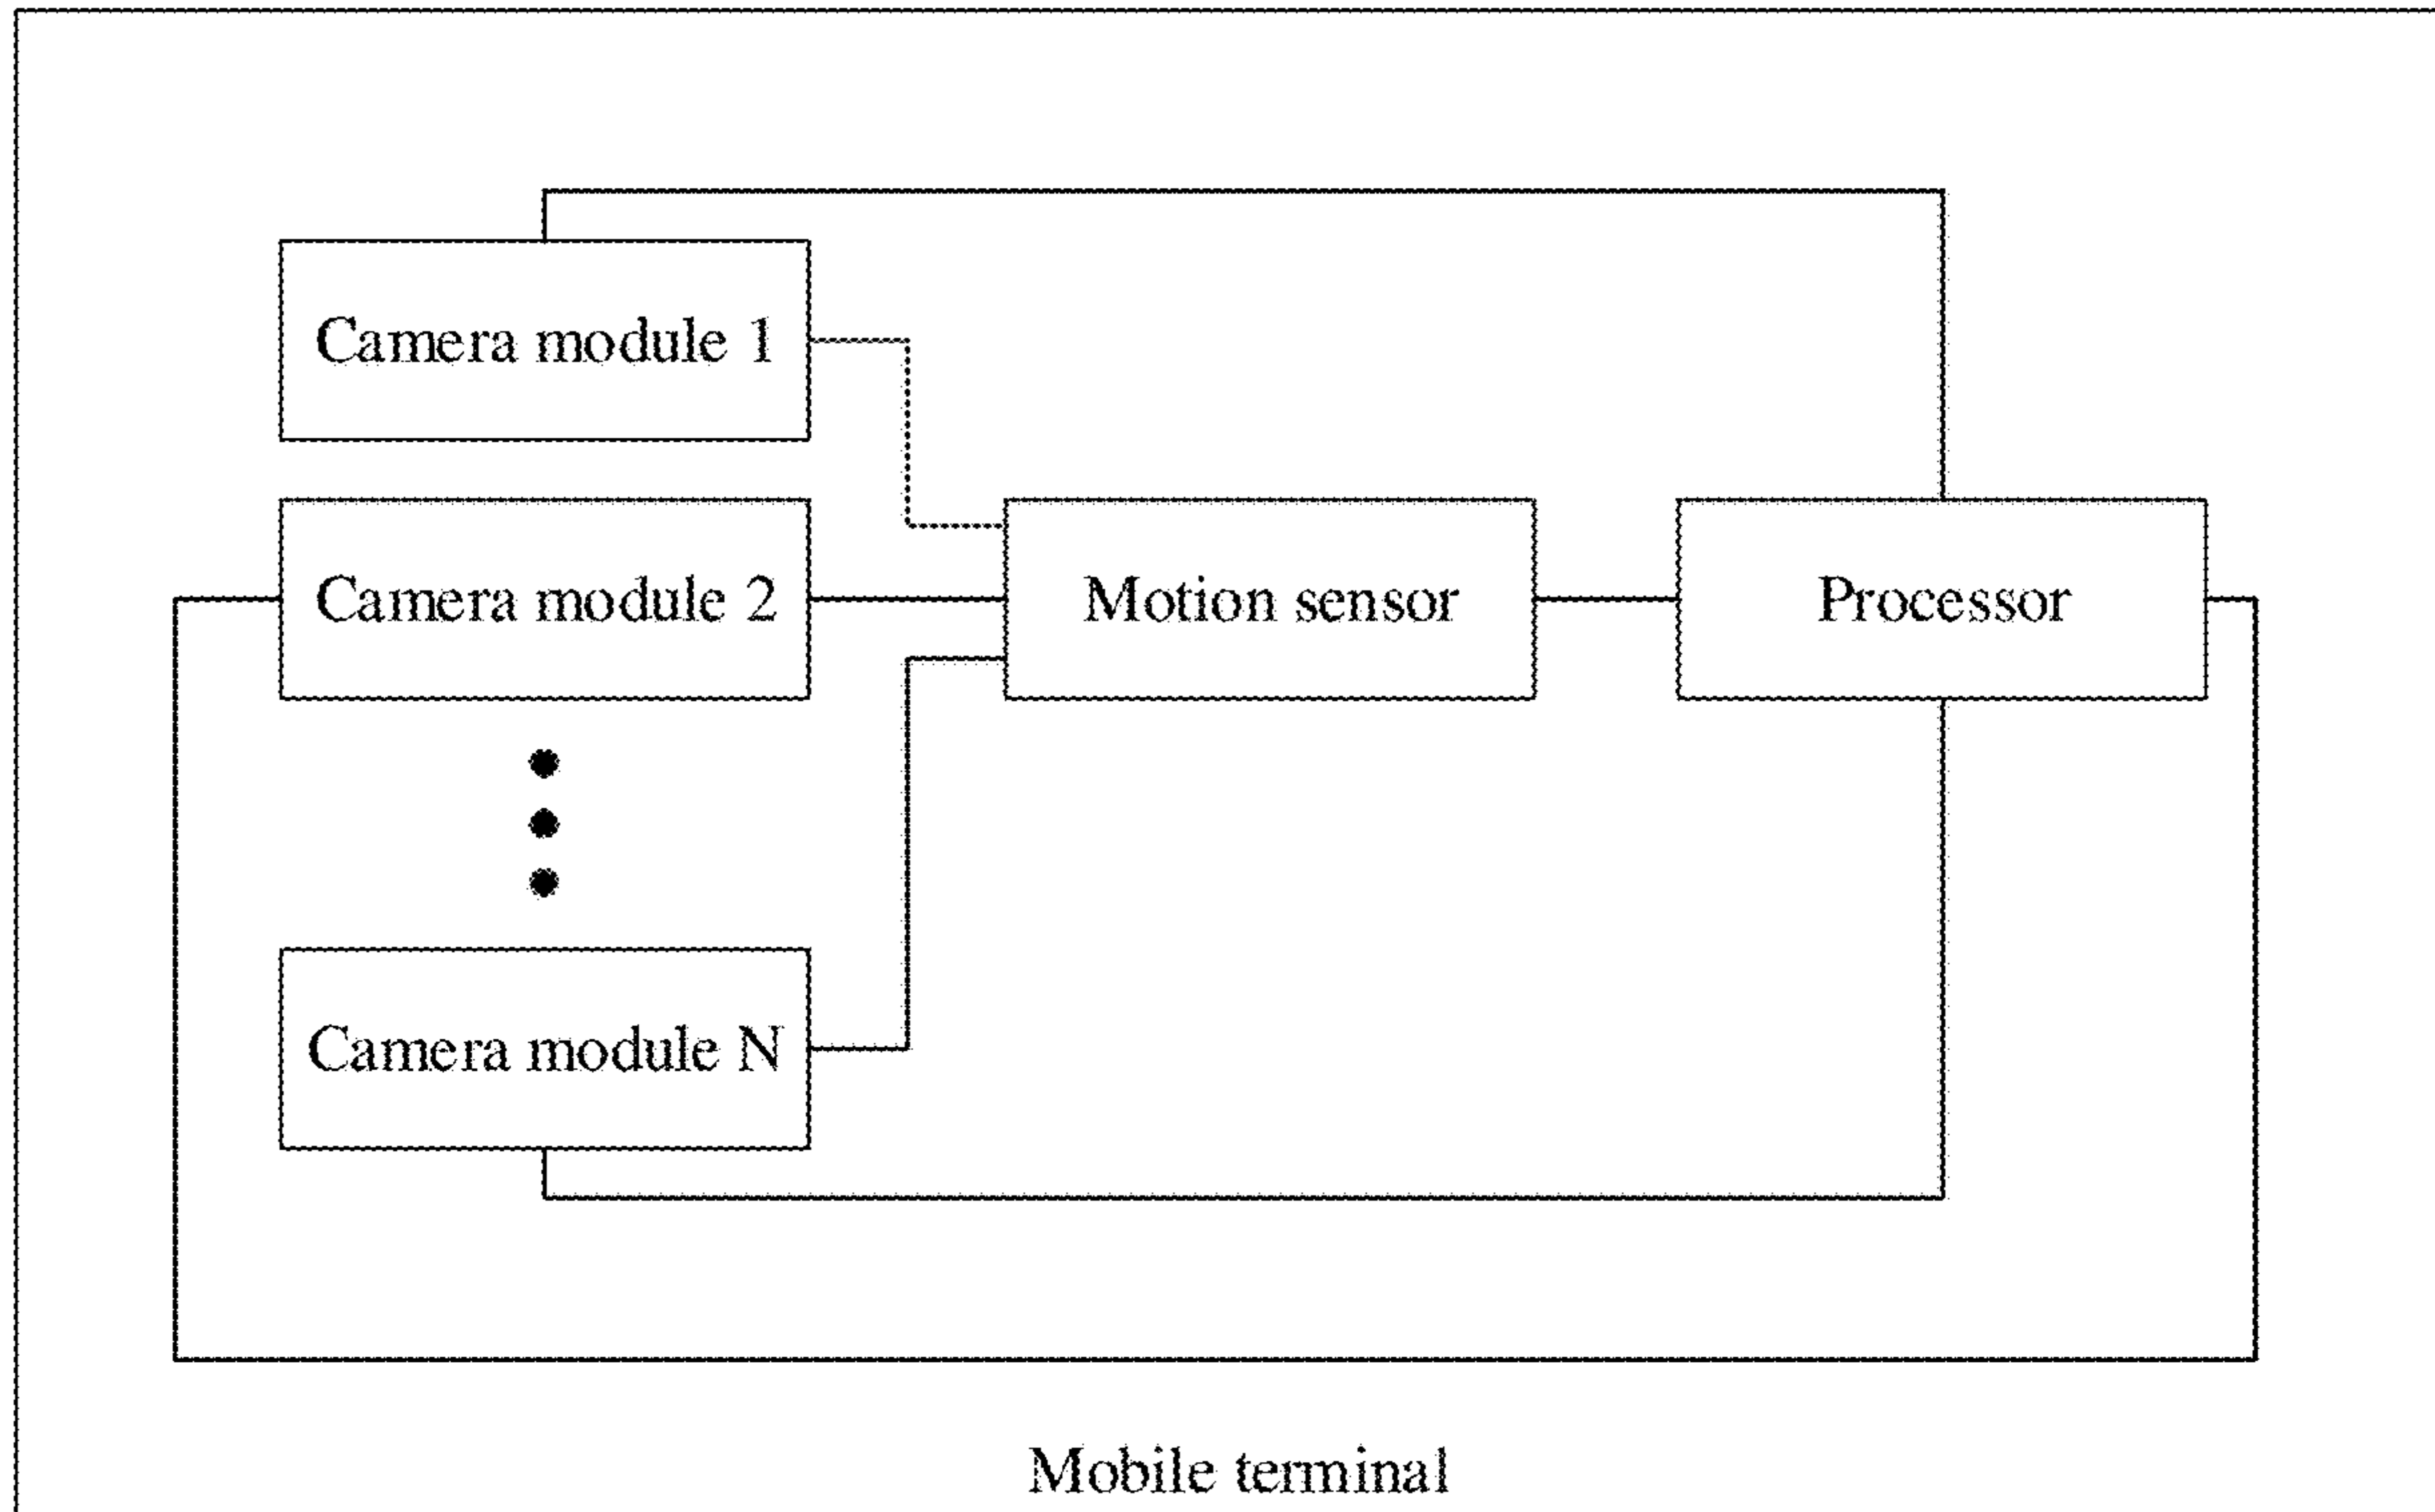 Camera module 1
Camera module 2
Motion sensor
Processor
Camera module N
Mobile terminal